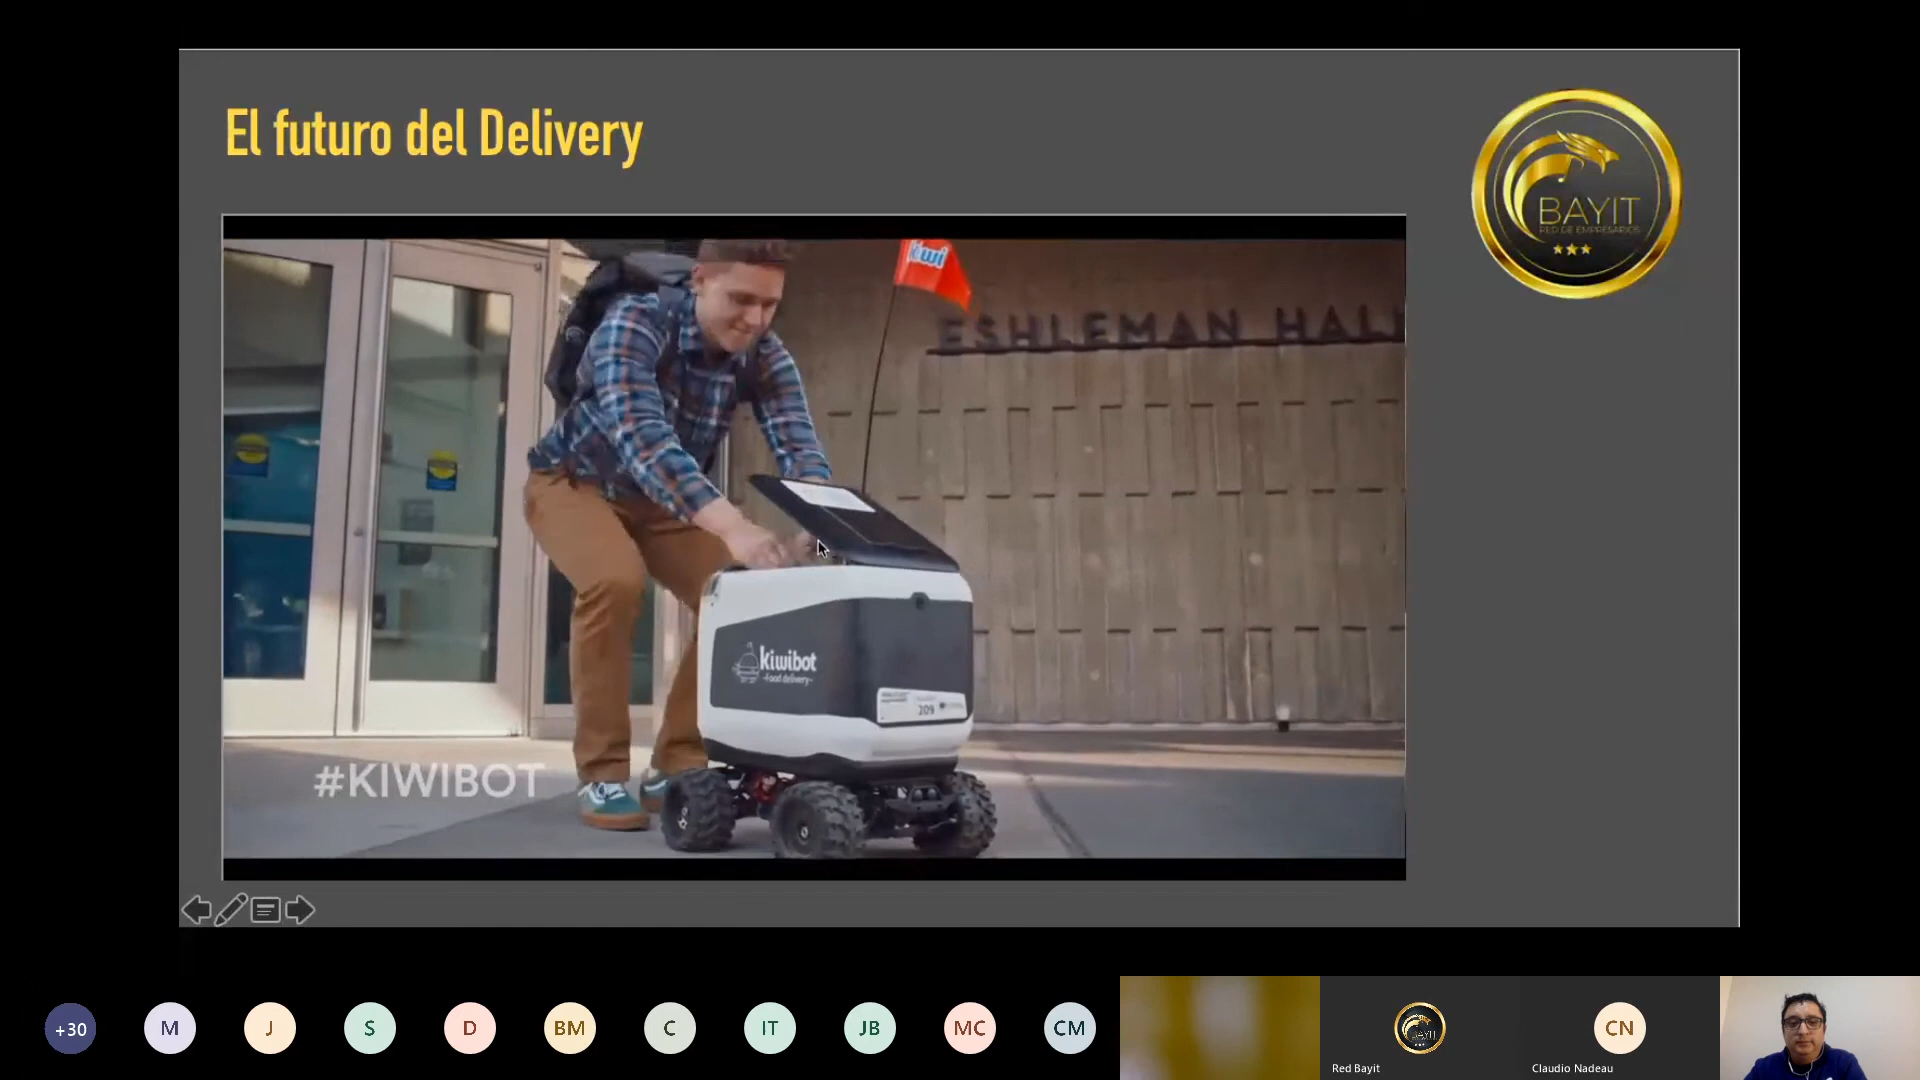 El futuro del Delivery
BAYIT
RED DE EMPRESARIOS
kiwi
ESHLEMAN HALL
kiwibot
-food delivery-
209
#KIWIBOT
+30
M
J
S
D
BM
C
IT
JB
MC
CM
BAYIT
Red Bayit
CN
Claudio Nadeau